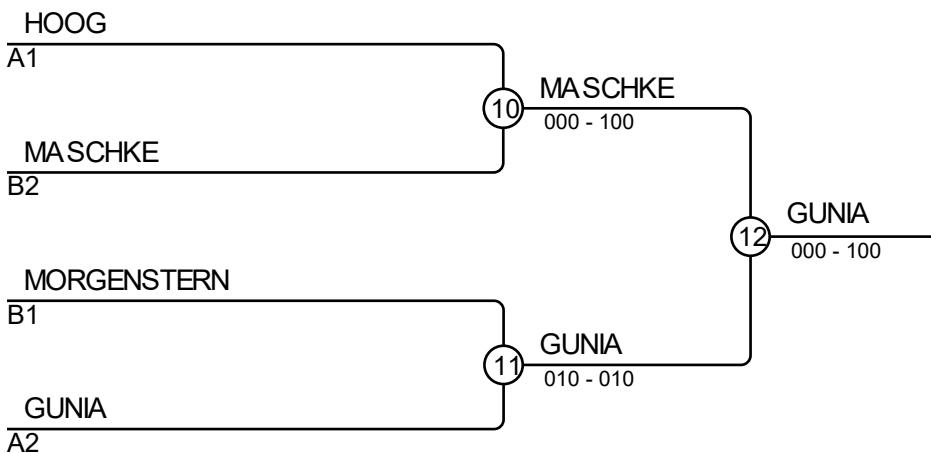 HOOG
A1
10
MASCHKE
000 - 100
MASCHKE
B2
12
GUNIA
000 - 100
MORGENSTERN
B1
11
GUNIA
010 - 010
GUNIA
A2